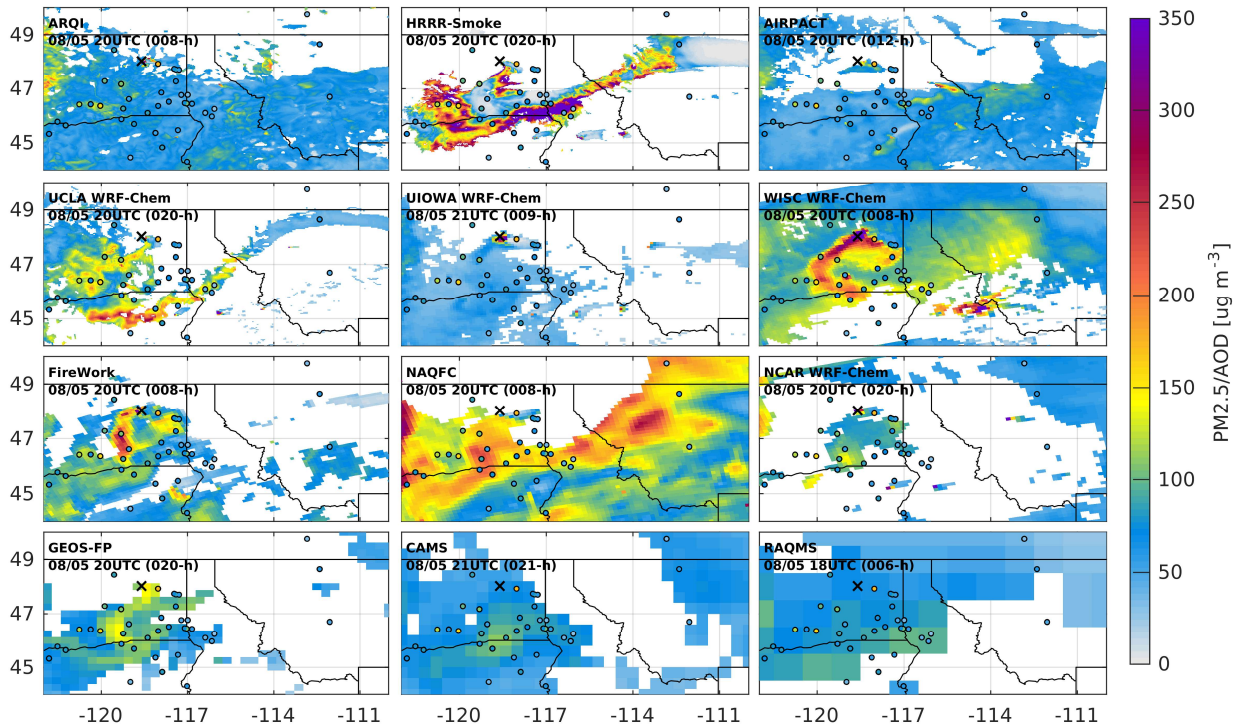 ARQI
08/05 20UTC (008-h)
HRRR-Smoke
08/05 20UTC (020-h)
AIRPACT
08/05 20UTC (012-h)
49
47
45
UCLA WRF-Chem
08/05 20UTC (020-h)
UIOWA WRF-Chem
08/05 21UTC (009-h)
WISC WRF-Chem
08/05 20UTC (008-h)
49
47
45
FireWork
08/05 20UTC (008-h)
NAQFC
08/05 20UTC (008-h)
NCAR WRF-Chem
08/05 20UTC (020-h)
49
47
45
GEOS-FP
08/05 20UTC (020-h)
CAMS
08/05 21UTC (021-h)
RAQMS
08/05 18UTC (006-h)
49
47
45
-120 -117 -114 -111
-120 -117 -114 -111
-120 -117 -114 -111
350
300
250
200
150
100
50
0
PM2.5/AOD [ug m⁻³]